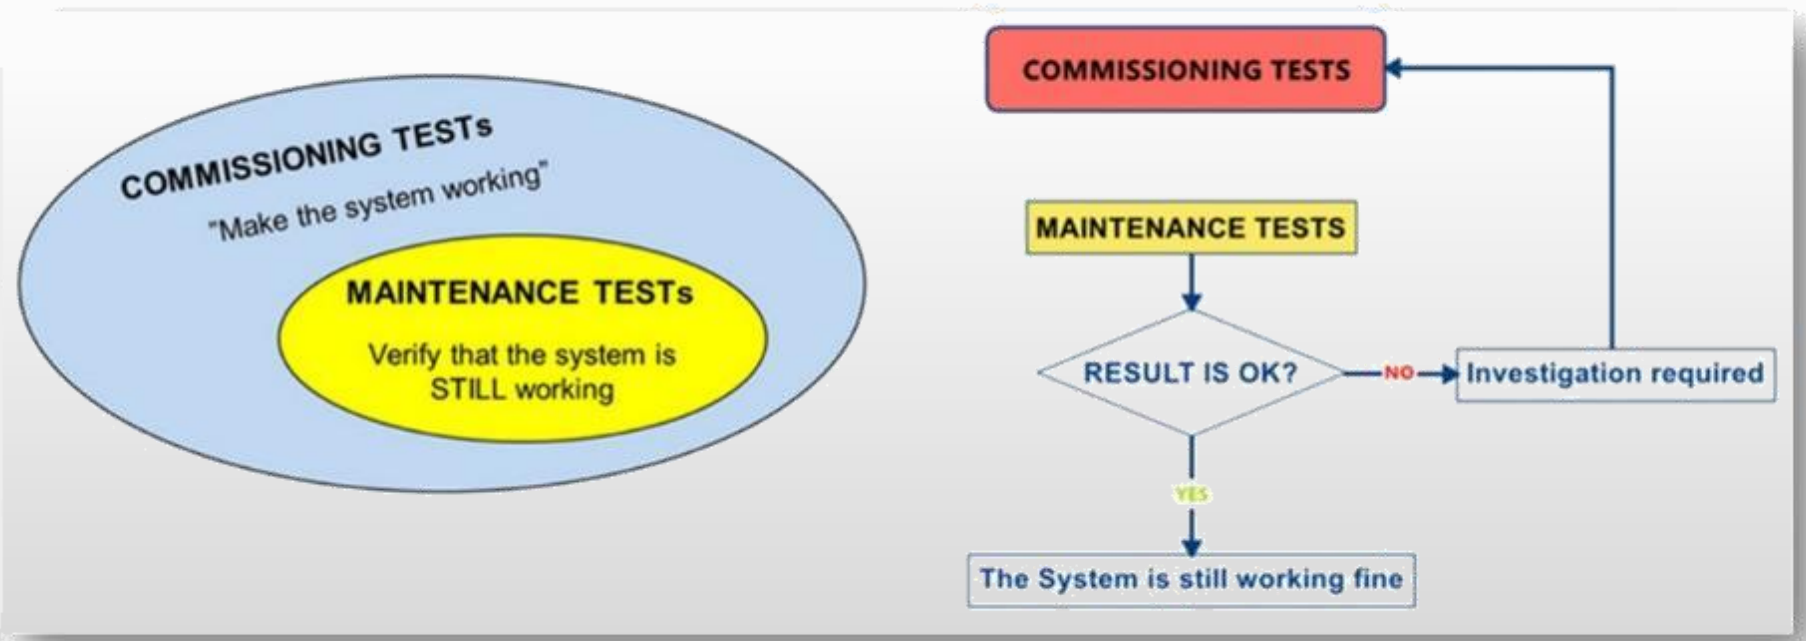 COMMISSIONING TESTs
"Make the system working"
MAINTENANCE TESTs
Verify that the system is
STILL working
COMMISSIONING TESTS
MAINTENANCE TESTS
RESULT IS OK?
NO
Investigation required
YES
The System is still working fine